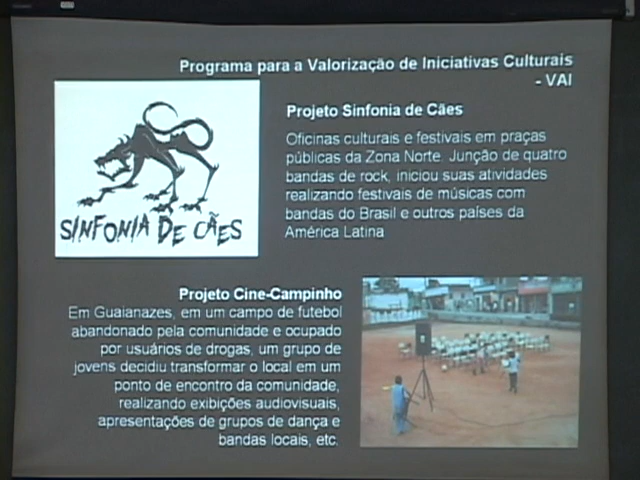 Programa para a Valorização de Iniciativas Culturais
- VAI
SINFONIA DE CÃES
Projeto Sinfonia de Cães
Oficinas culturais e festivais em praças
públicas da Zona Norte. Junção de quatro
bandas de rock, iniciou suas atividades
realizando festivais de músicas com
bandas do Brasil e outros países da
América Latina
Projeto Cine-Campinho
Em Guaianazes, em um campo de futebol
abandonado pela comunidade e ocupado
por usuários de drogas, um grupo de
jovens decidiu transformar o local em um
ponto de encontro da comunidade,
realizando exibições audiovisuais,
apresentações de grupos de dança e
bandas locais, etc.